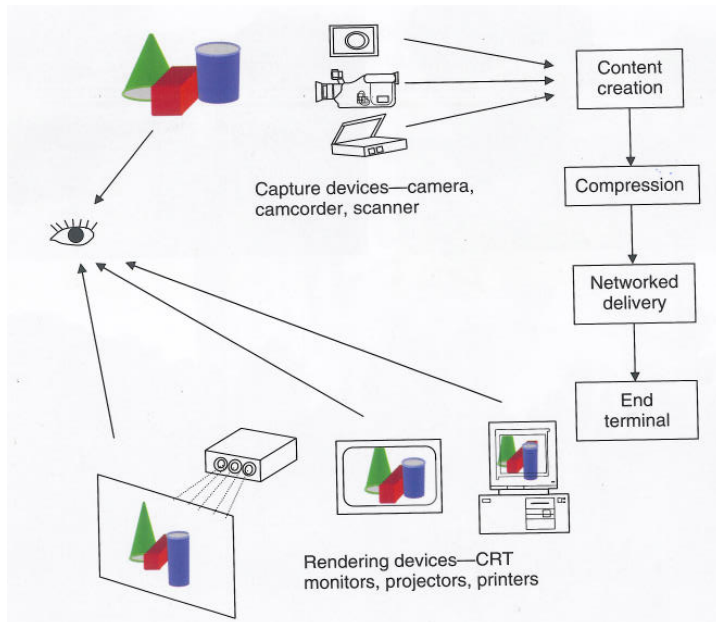 Content
creation
Capture devices—camera,
camcorder, scanner
Compression
Networked
delivery
End
terminal
Rendering devices—CRT
monitors, projectors, printers